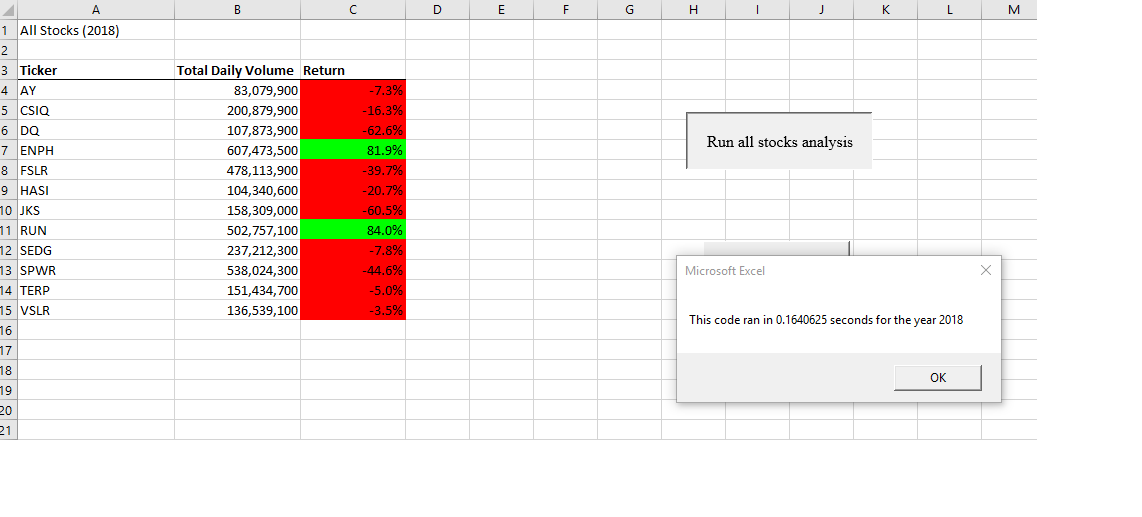 A B C D E F G H I J K L M
1 All Stocks (2018)
2
3 Ticker Total Daily Volume Return
4 AY 83,079,900 -7.3%
5 CSIQ 200,879,900 -16.3%
6 DQ 107,873,900 -62.6%
7 ENPH 607,473,500 81.9%
8 FSLR 478,113,900 -39.7%
9 HASI 104,340,600 -20.7%
10 JKS 158,309,000 -60.5%
11 RUN 502,757,100 84.0%
12 SEDG 237,212,300 -7.8%
13 SPWR 538,024,300 -44.6%
14 TERP 151,434,700 -5.0%
15 VSLR 136,539,100 -3.5%
16
17
18
19
20
21
Run all stocks analysis
Microsoft Excel
This code ran in 0.1640625 seconds for the year 2018
OK